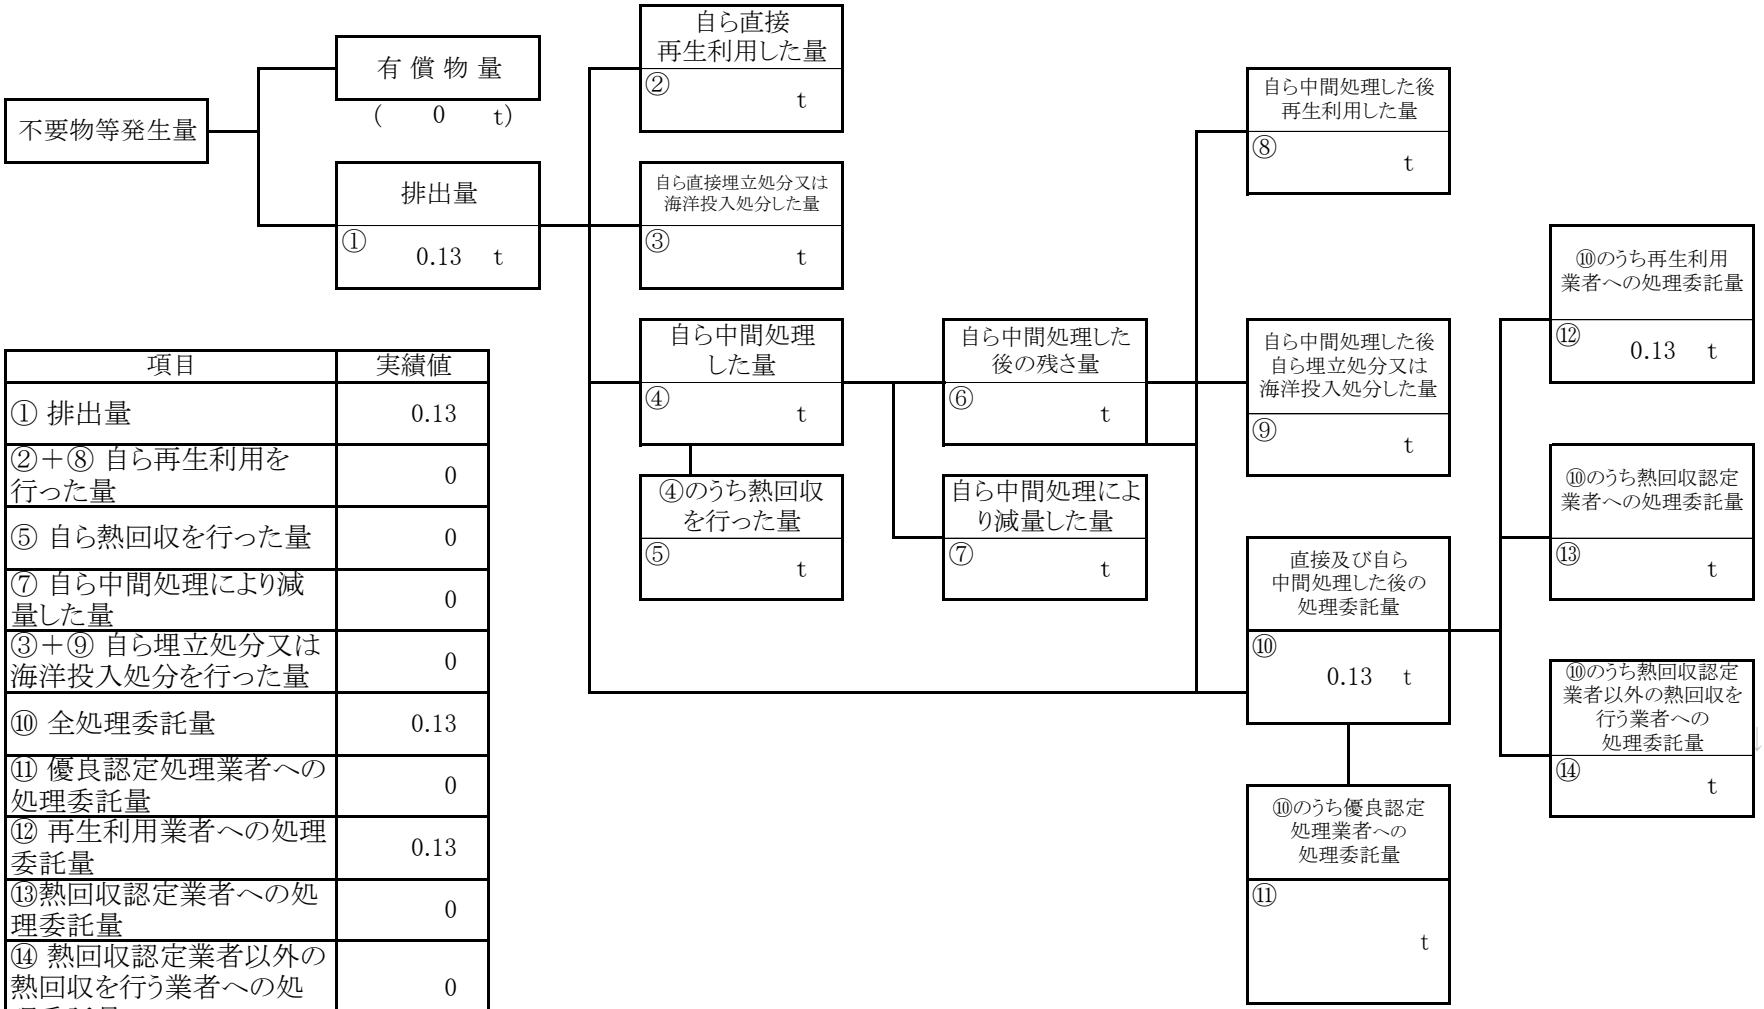 不要物等発生量
有 償 物 量
( 0 t)
排出量
① 0.13 t
自ら直接
再生利用した量
②
t
自ら直接埋立処分又は
海洋投入処分した量
③
t
自ら中間処理
した量
④
t
④のうち熱回収
を行った量
⑤
t
自ら中間処理した
後の残さ量
⑥
t
自ら中間処理によ
り減量した量
⑦
t
自ら中間処理した後
再生利用した量
⑧
t
自ら中間処理した後
自ら埋立処分又は
海洋投入処分した量
⑨
t
直接及び自ら
中間処理した後の
処理委託量
⑩
0.13 t
⑩のうち優良認定
処理業者への
処理委託量
⑪
t
⑩のうち再生利用
業者への処理委託量
⑫
0.13 t
⑩のうち熱回収認定
業者への処理委託量
⑬
t
⑩のうち熱回収認定
業者以外の熱回収を
行う業者への
処理委託量
⑭
t
項目 実績値
① 排出量 0.13
②＋⑧ 自ら再生利用を
行った量 0
⑤ 自ら熱回収を行った量 0
⑦ 自ら中間処理により減
量した量 0
③＋⑨ 自ら埋立処分又は
海洋投入処分を行った量 0
⑩ 全処理委託量 0.13
⑪ 優良認定処理業者への
処理委託量 0
⑫ 再生利用業者への処理
委託量 0.13
⑬熱回収認定業者への処
理委託量 0
⑭ 熱回収認定業者以外の
熱回収を行う業者への処 0